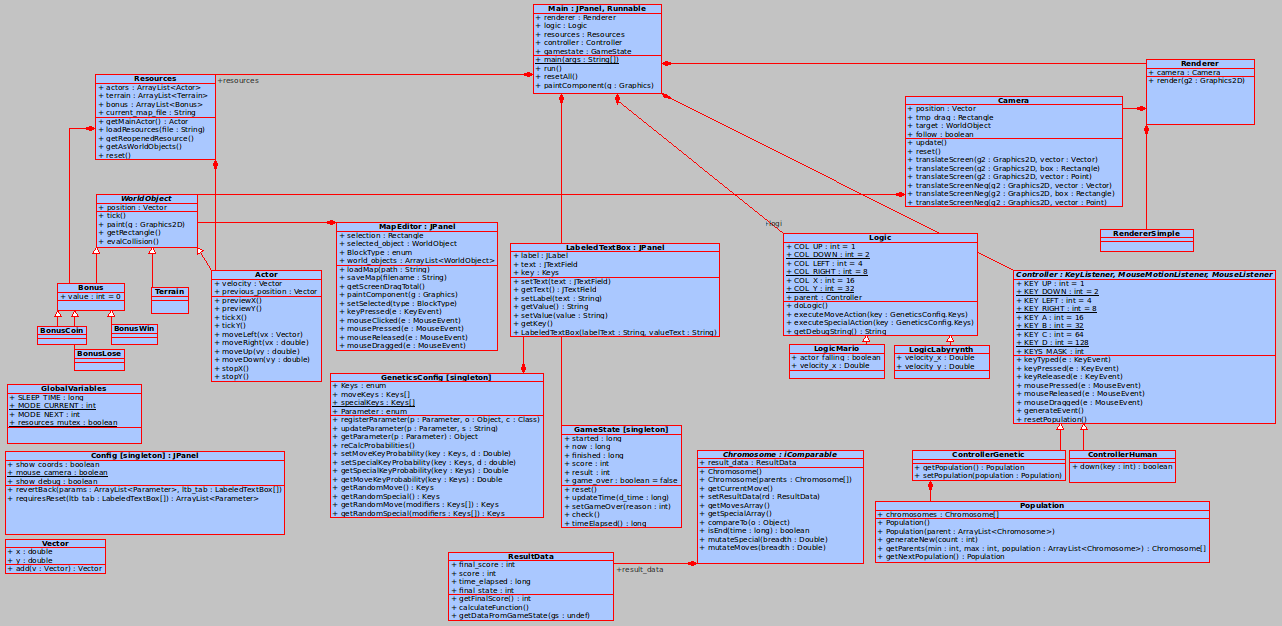 Main : JPanel, Runnable
+ renderer : Renderer
+ logic : Logic
+ resources : Resources
+ controller : Controller
+ gamestate : GameState
+ main(args : String[])
+ run()
+ resetAll()
+ paintComponent(g : Graphics)
Resources
+ actors : ArrayList<Actor>
+ terrain : ArrayList<Terrain>
+ bonus : ArrayList<Bonus>
+ current_map_file : String
+ getMainActor() : Actor
+ loadResources(file : String)
+ getReopenedResource()
+ getAsWorldObjects()
+ reset()
+resources
Renderer
+ camera : Camera
+ render(g2 : Graphics2D)
Camera
+ position : Vector
+ tmp_drag : Rectangle
+ target : WorldObject
+ follow : boolean
+ update()
+ reset()
+ translateScreen(g2 : Graphics2D, vector : Vector)
+ translateScreen(g2 : Graphics2D, box : Rectangle)
+ translateScreen(g2 : Graphics2D, vector : Point)
+ translateScreenNeg(g2 : Graphics2D, vector : Vector)
+ translateScreenNeg(g2 : Graphics2D, box : Rectangle)
+ translateScreenNeg(g2 : Graphics2D, vector : Point)
WorldObject
+ position : Vector
+ tick()
+ paint(g : Graphics2D)
+ getRectangle()
+ evalCollision()
MapEditor : JPanel
+ selection : Rectangle
+ selected_object : WorldObject
+ BlockType : enum
+ world_objects : ArrayList<WorldObject>
+ loadMap(path : String)
+ saveMap(filename : String)
+ getScreenDragTotal()
+ paintComponent(g : Graphics)
+ setSelected(type : BlockType)
+ keyPressed(e : KeyEvent)
+ mouseClicked(e : MouseEvent)
+ mousePressed(e : MouseEvent)
+ mouseReleased(e : MouseEvent)
+ mouseDragged(e : MouseEvent)
LabeledTextBox : JPanel
+ label : JLabel
+ text : JTextField
+ key : Keys
+ setText(text : JTextField)
+ getText() : JTextField
+ setLabel(text : String)
+ getValue() : String
+ setValue(value : String)
+ getKey()
+ LabeledTextBox(labelText : String, valueText : String)
+logi
Logic
+ COL_UP : int = 1
+ COL_DOWN : int = 2
+ COL_LEFT : int = 4
+ COL_RIGHT : int = 8
+ COL_X : int = 16
+ COL_Y : int = 32
+ parent : Controller
+ doLogic()
+ executeMoveAction(key : GeneticsConfig.Keys)
+ executeSpecialAction(key : GeneticsConfig.Keys)
+ getDebugString() : String
RendererSimple
Controller : KeyListener, MouseMotionListener, MouseListener
+ KEY_UP : int = 1
+ KEY_DOWN : int = 2
+ KEY_LEFT : int = 4
+ KEY_RIGHT : int = 8
+ KEY_A : int = 16
+ KEY_B : int = 32
+ KEY_C : int = 64
+ KEY_D : int = 128
+ KEYS_MASK : int
+ keyTyped(e : KeyEvent)
+ keyPressed(e : KeyEvent)
+ keyReleased(e : KeyEvent)
+ mousePressed(e : MouseEvent)
+ mouseReleased(e : MouseEvent)
+ mouseDragged(e : MouseEvent)
+ generateEvent()
+ resetPopulation()
Bonus
+ value : int = 0
Terrain
BonusCoin
BonusWin
BonusLose
Actor
+ velocity : Vector
+ previous_position : Vector
+ previewX()
+ previewY()
+ tickX()
+ tickY()
+ moveLeft(vx : Vector)
+ moveRight(vx : double)
+ moveUp(vy : double)
+ moveDown(vy : double)
+ stopX()
+ stopY()
LogicMario
+ actor_falling : boolean
+ velocity_x : Double
LogicLabyrynth
+ velocity_x : Double
+ velocity_y : Double
GlobalVariables
+ SLEEP_TIME : long
+ MODE_CURRENT : int
+ MODE_NEXT : int
+ resources_mutex : boolean
GeneticsConfig [singleton]
+ Keys : enum
+ moveKeys : Keys[]
+ specialKeys : Keys[]
+ Parameter : enum
+ registerParameter(p : Parameter, o : Object, c : Class)
+ updateParameter(p : Parameter, s : String)
+ getParameter(p : Parameter) : Object
+ reCalcProbabilities()
+ setMoveKeyProbability(key : Keys, d : Double)
+ setSpecialKeyProbability(key : Keys, d : double)
+ getSpecialKeyProbability(key : Keys) : Double
+ getMoveKeyProbability(key : Keys) : Double
+ getRandomMove() : Keys
+ getRandomSpecial() : Keys
+ getRandomMove(modifiers : Keys[]) : Keys
+ getRandomSpecial(modifiers : Keys[]) : Keys
GameState [singleton]
+ started : long
+ now : long
+ finished : long
+ score : int
+ result : int
+ game_over : boolean = false
+ reset()
+ updateTime(d_time : long)
+ setGameOver(reason : int)
+ check()
+ timeElapsed() : long
Chromosome : IComparable
+ result_data : ResultData
+ Chromosome()
+ Chromosome(parents : Chromosome[])
+ getCurrentMove()
+ setResultData(rd : ResultData)
+ getMovesArray()
+ getSpecialArray()
+ compareTo(o : Object)
+ isEnd(time : long) : boolean
+ mutateSpecial(breadth : Double)
+ mutateMoves(breadth : Double)
ControllerGenetic
+ getPopulation() : Population
+ setPopulation(population : Population)
ControllerHuman
+ down(key : int) : boolean
Config [singleton] : JPanel
+ show_coords : boolean
+ mouse_camera : boolean
+ show_debug : boolean
+ revertBack(params : ArrayList<Parameter>, ltb_tab : LabeledTextBox[])
+ requiresReset(ltb_tab : LabeledTextBox[]) : ArrayList<Parameter>
Population
+ chromosomes : Chromosome[]
+ Population()
+ Population(parent : ArrayList<Chromosome>)
+ generateNew(count : int)
+ getParents(min : int, max : int, population : ArrayList<Chromosome>) : Chromosome[]
+ getNextPopulation() : Population
Vector
+ x : double
+ y : double
+ add(v : Vector) : Vector
ResultData
+ final_score : int
+ score : int
+ time_elapsed : long
+ final_state : int
+ getFinalScore() : int
+ calculateFunction()
+ getDataFromGameState(gs : undef)
+result_data